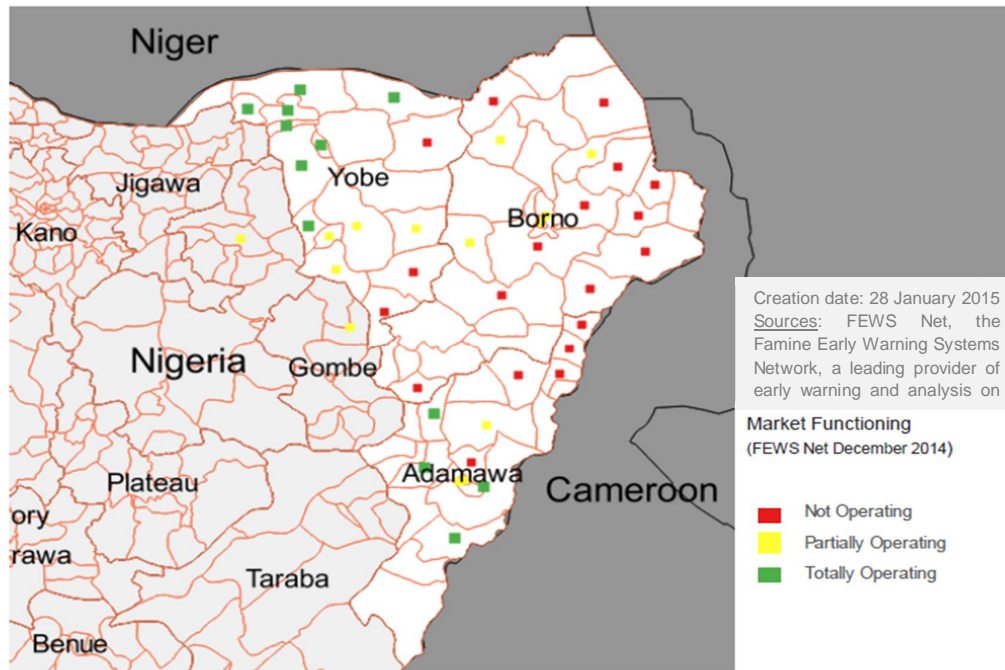 Niger
Yobe
Jigawa
Borno
Kano
Creation date: 28 January 2015
Sources: FEWS Net, the
Famine Early Warning Systems
Network, a leading provider of
early warning and analysis on
Nigeria
Gombe
Market Functioning
(FEWS Net December 2014)
Adamawa
Plateau
Cameroon
ory
rawa
Not Operating
Partially Operating
Totally Operating
Taraba
Benue